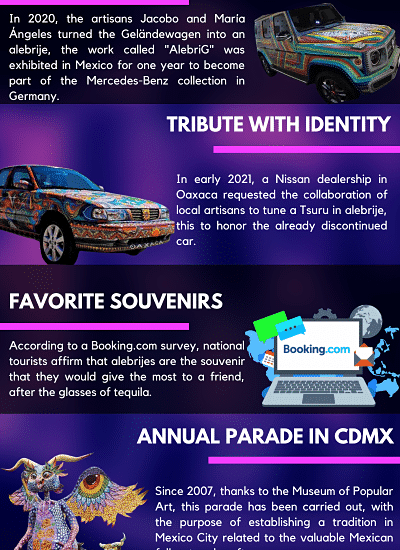 In 2020, the artisans Jacobo and María
Ángeles turned the Geländewagen into an
alebrije, the work called "AlebriG" was
exhibited in Mexico for one year to become
part of the Mercedes-Benz collection in
Germany.
TRIBUTE WITH IDENTITY
In early 2021, a Nissan dealership in
Oaxaca requested the collaboration of
local artisans to tune a Tsuru in alebrije,
this to honor the already discontinued
car.
OAXACA
FAVORITE SOUVENIRS
According to a Booking.com survey, national
tourists affirm that alebrijes are the souvenir
that they would give the most to a friend,
after the glasses of tequila.
Booking.com
ANNUAL PARADE IN CDMX
Since 2007, thanks to the Museum of Popular
Art, this parade has been carried out, with
the purpose of establishing a tradition in
Mexico City related to the valuable Mexican